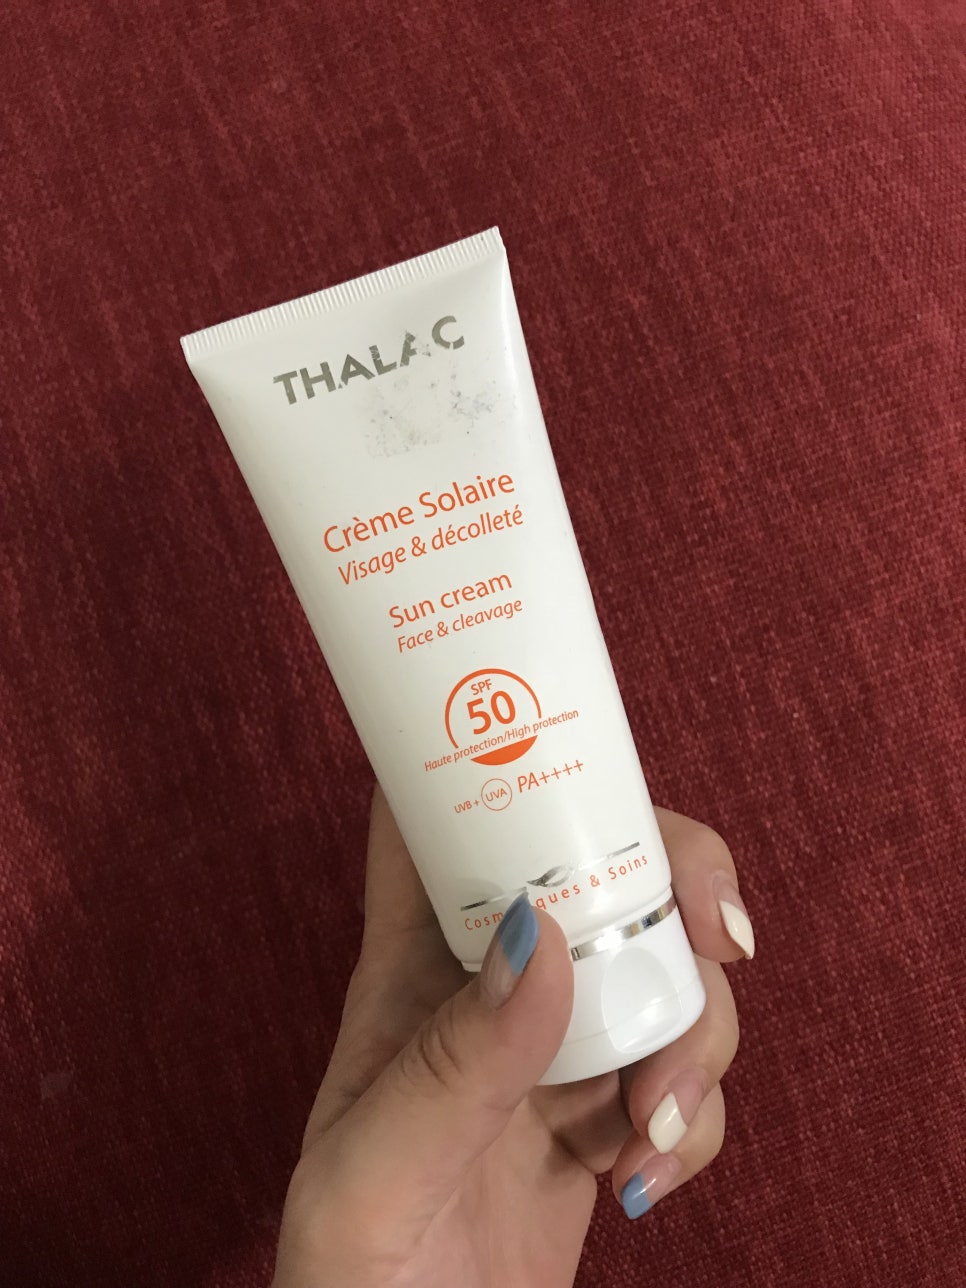 THALAC
Crème Solaire
Visage & décolleté
Sun cream
Face & cleavage
SPF
50
Haute protection/High protection
UVB + UVA PA++++
& Soins